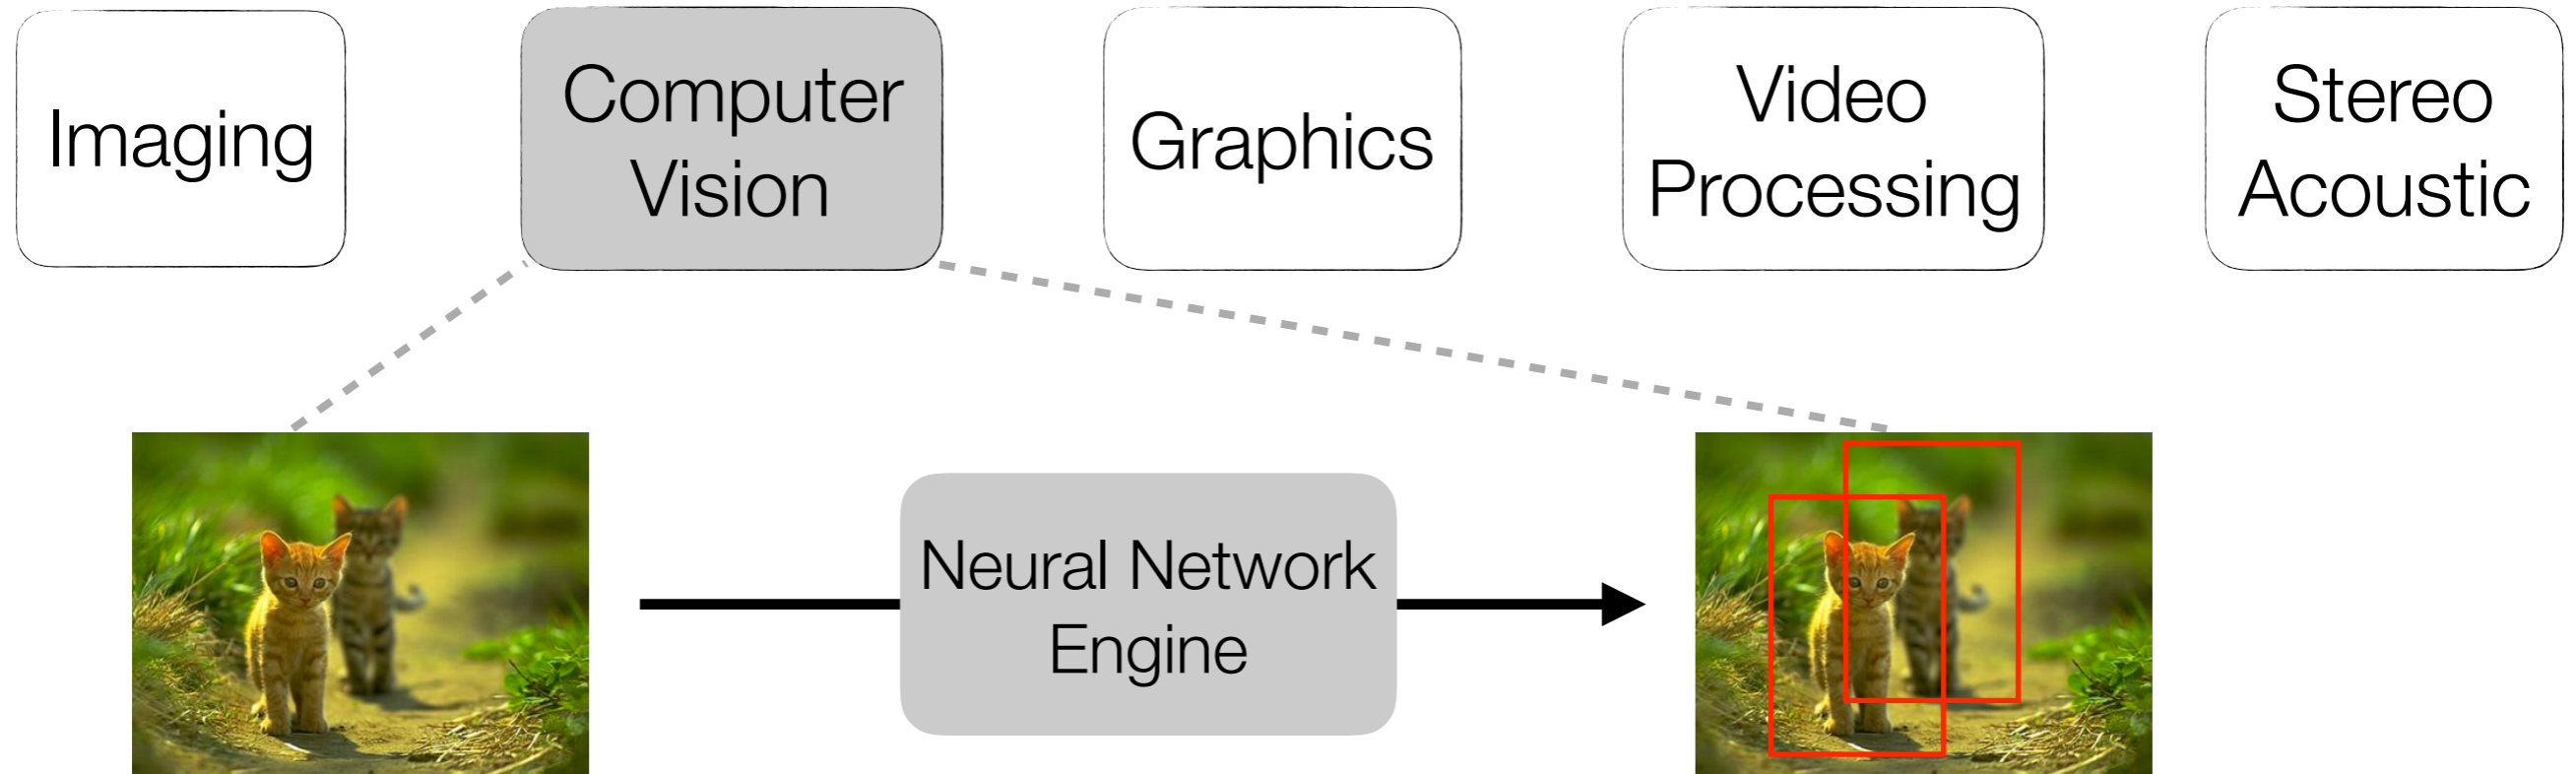 Imaging
Computer
Vision
Graphics
Video
Processing
Stereo
Acoustic
Neural Network
Engine